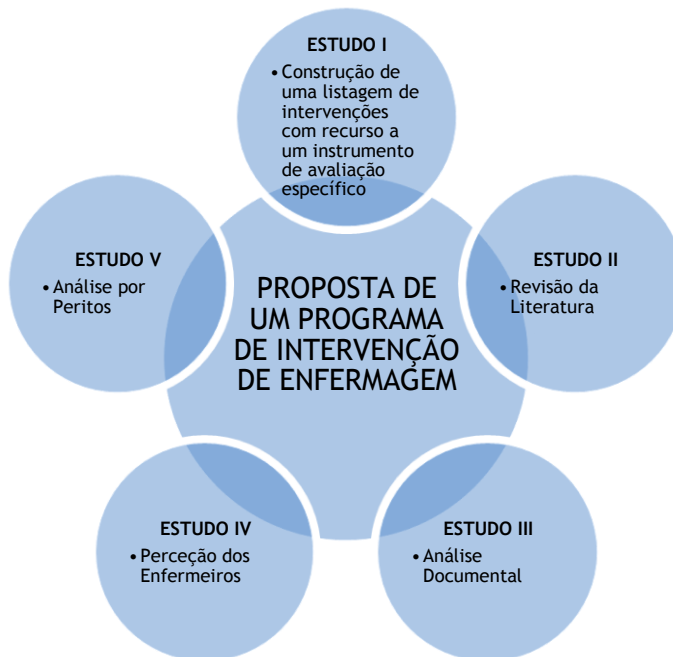 ESTUDO I
• Construção de
uma listagem de
intervenções
com recurso a
um instrumento
de avaliação
específico
ESTUDO II
• Revisão da
Literatura
ESTUDO III
• Análise
Documental
ESTUDO IV
• Perceção dos
Enfermeiros
ESTUDO V
• Análise por
Peritos
PROPOSTA DE
UM PROGRAMA
DE INTERVENÇÃO
DE ENFERMAGEM